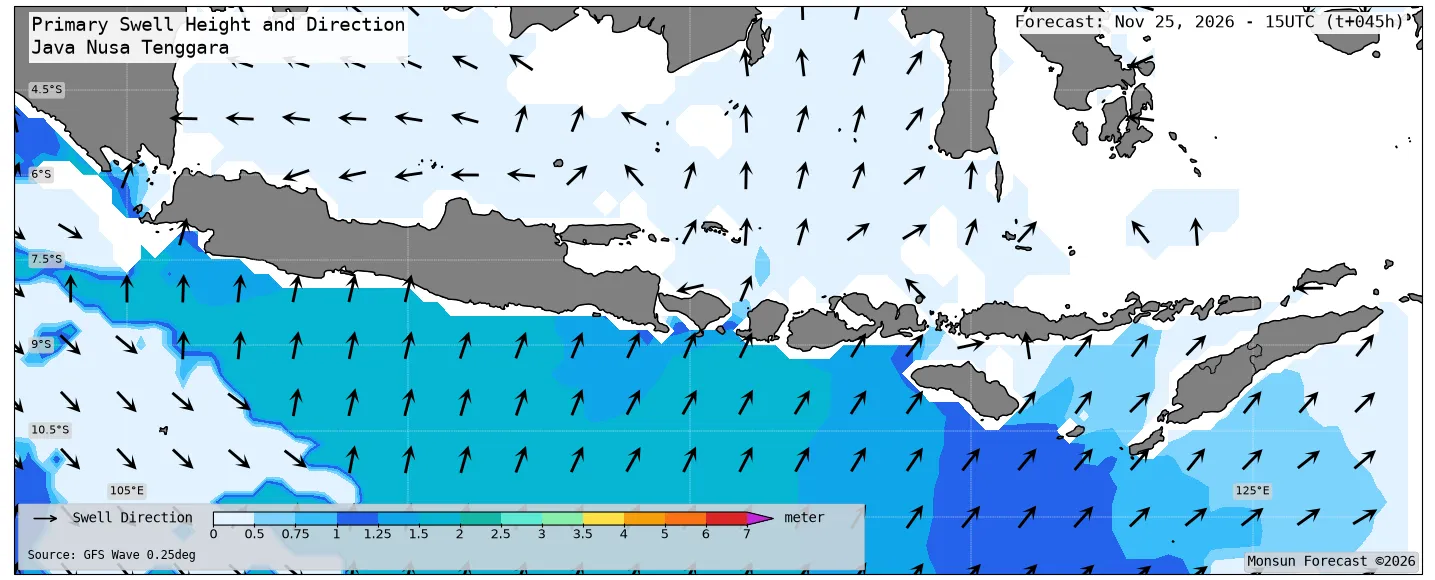 Primary Swell Height and Direction
Java Nusa Tenggara
Forecast: Nov 25, 2026 - 15UTC (t+045h)
4.5°S
6°S
7.5°S
9°S
10.5°S
105°E
125°E
Swell Direction
0 0.5 0.75 1 1.25 1.5 2 2.5 3 3.5 4 5 6 7
meter
Source: GFS Wave 0.25deg
Monsun Forecast ©2026